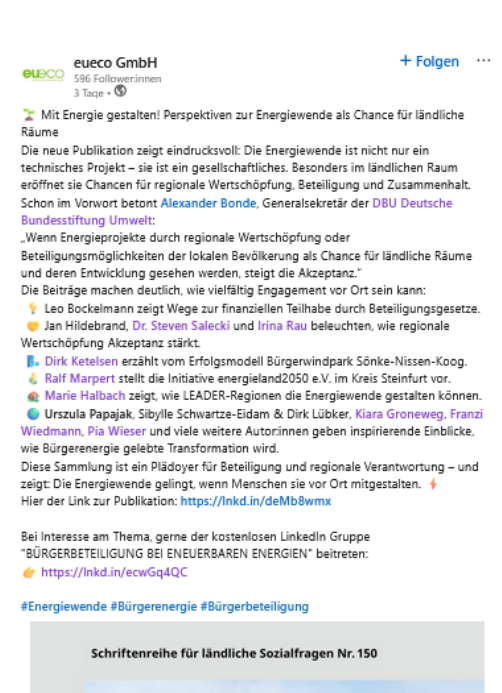 eueco
eueco GmbH
596 Follower:innen
3 Tage •
+ Folgen ...
Mit Energie gestalten! Perspektiven zur Energiewende als Chance für ländliche
Räume
Die neue Publikation zeigt eindrucksvoll: Die Energiewende ist nicht nur ein
technisches Projekt – sie ist ein gesellschaftliches. Besonders im ländlichen Raum
eröffnet sie Chancen für regionale Wertschöpfung, Beteiligung und Zusammenhalt.
Schon im Vorwort betont Alexander Bonde, Generalsekretär der DBU Deutsche
Bundesstiftung Umwelt:
„Wenn Energieprojekte durch regionale Wertschöpfung oder
Beteiligungsmöglichkeiten der lokalen Bevölkerung als Chance für ländliche Räume
und deren Entwicklung gesehen werden, steigt die Akzeptanz.“
Die Beiträge machen deutlich, wie vielfältig Engagement vor Ort sein kann:
Leo Bockelmann zeigt Wege zur finanziellen Teilhabe durch Beteiligungsgesetze.
Jan Hildebrand, Dr. Steven Salecki und Irina Rau beleuchten, wie regionale
Wertschöpfung Akzeptanz stärkt.
Dirk Ketelsen erzählt vom Erfolgsmodell Bürgerwindpark Sönke-Nissen-Koog.
Ralf Marpert stellt die Initiative energieland2050 e.V. im Kreis Steinfurt vor.
Marie Halbach zeigt, wie LEADER-Regionen die Energiewende gestalten können.
Urszula Papajak, Sibylle Schwartze-Eidam & Dirk Lübker, Kiara Groneweg, Franzi
Wiedmann, Pia Wieser und viele weitere Autor:innen geben inspirierende Einblicke,
wie Bürgerenergie gelebte Transformation wird.
Diese Sammlung ist ein Plädoyer für Beteiligung und regionale Verantwortung – und
zeigt: Die Energiewende gelingt, wenn Menschen sie vor Ort mitgestalten.
Hier der Link zur Publikation: https://lnkd.in/deMb8wmx
Bei Interesse am Thema, gerne der kostenlosen LinkedIn Gruppe
"BÜRGERBETEILIGUNG BEI ENEUERBAREN ENERGIEN" beitreten:
https://lnkd.in/ecwGq4QC
#Energiewende #Bürgerenergie #Bürgerbeteiligung
Schriftenreihe für ländliche Sozialfragen Nr. 150